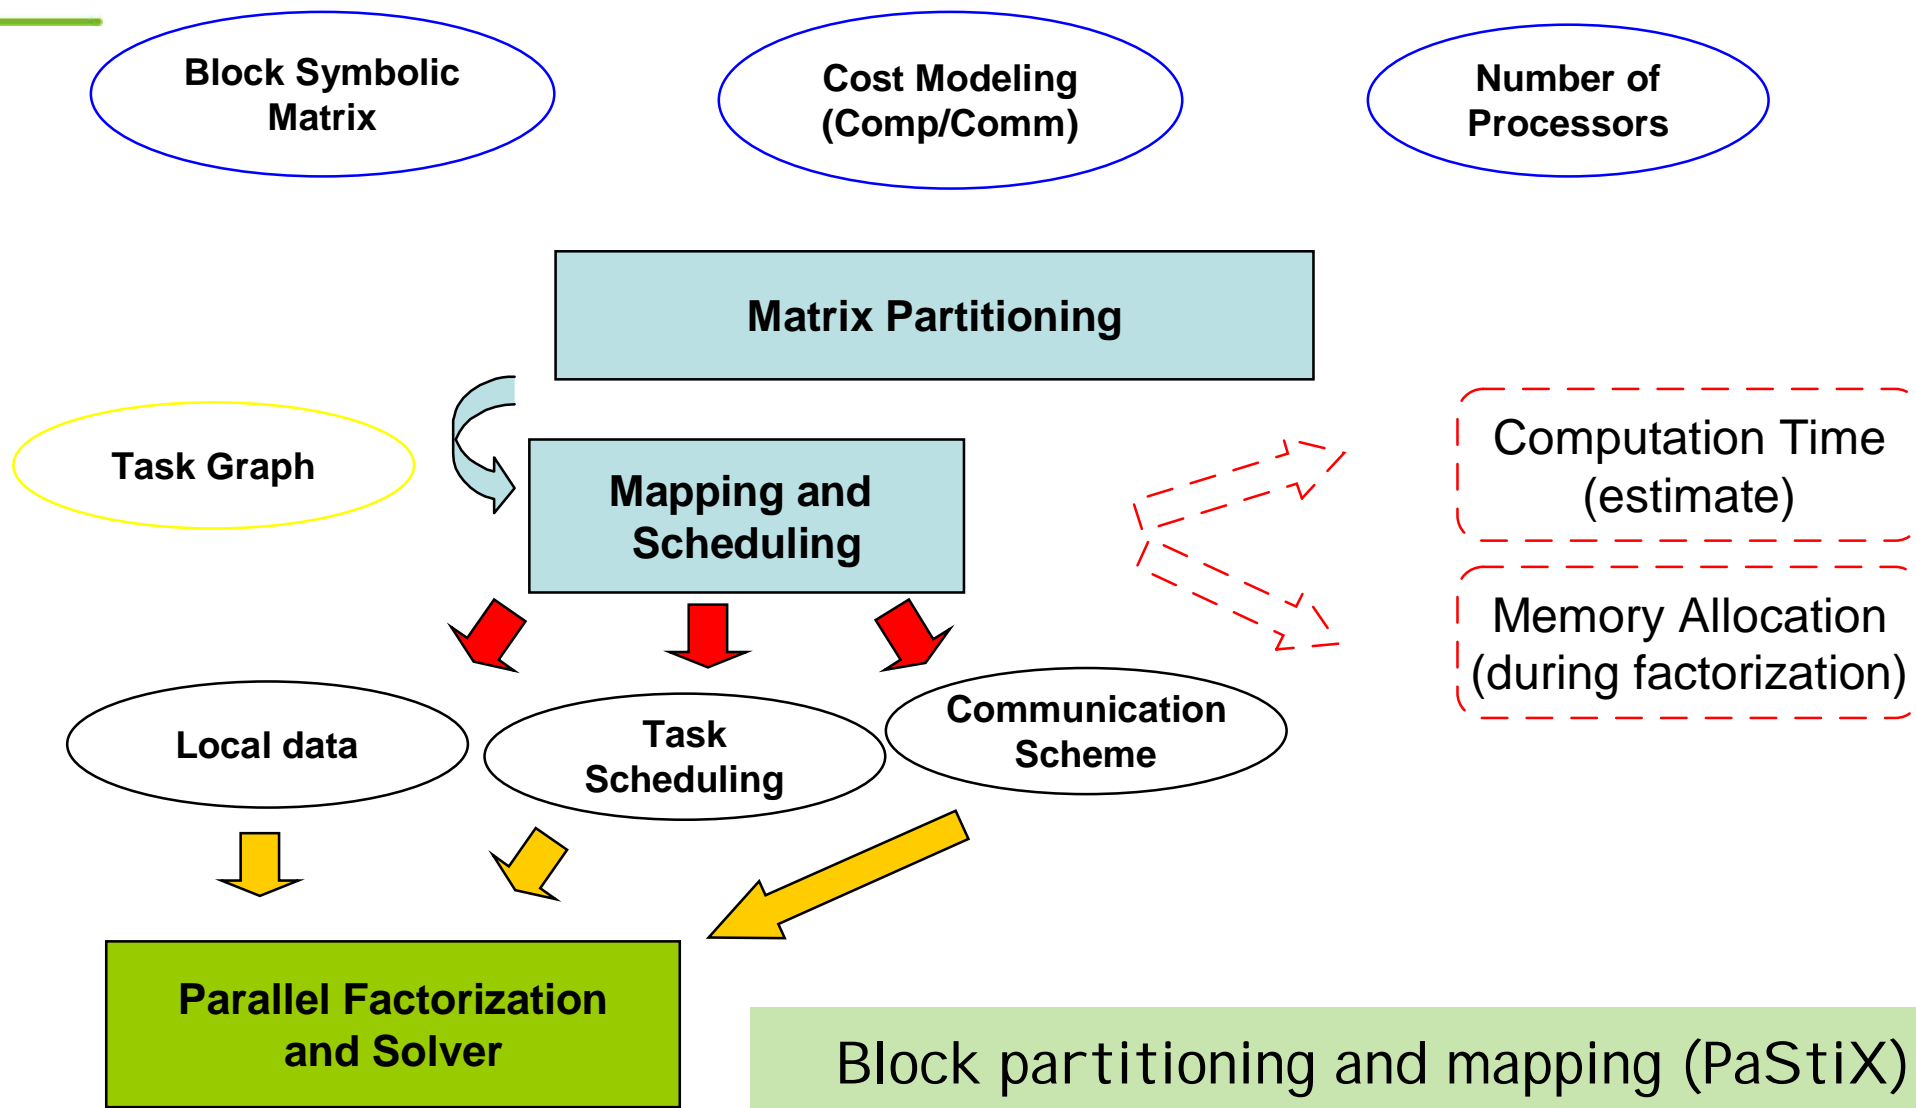 Block Symbolic
Matrix
Cost Modeling
(Comp/Comm)
Number of
Processors
Matrix Partitioning
Task Graph
Mapping and
Scheduling
Computation Time
(estimate)
Memory Allocation
(during factorization)
Local data
Task
Scheduling
Communication
Scheme
Parallel Factorization
and Solver
Block partitioning and mapping (PaStiX)